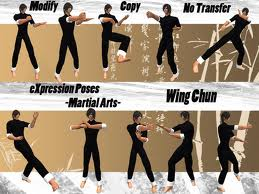 Modify Copy No Transfer
eXpression Poses
-Martial Arts- Wing Chun